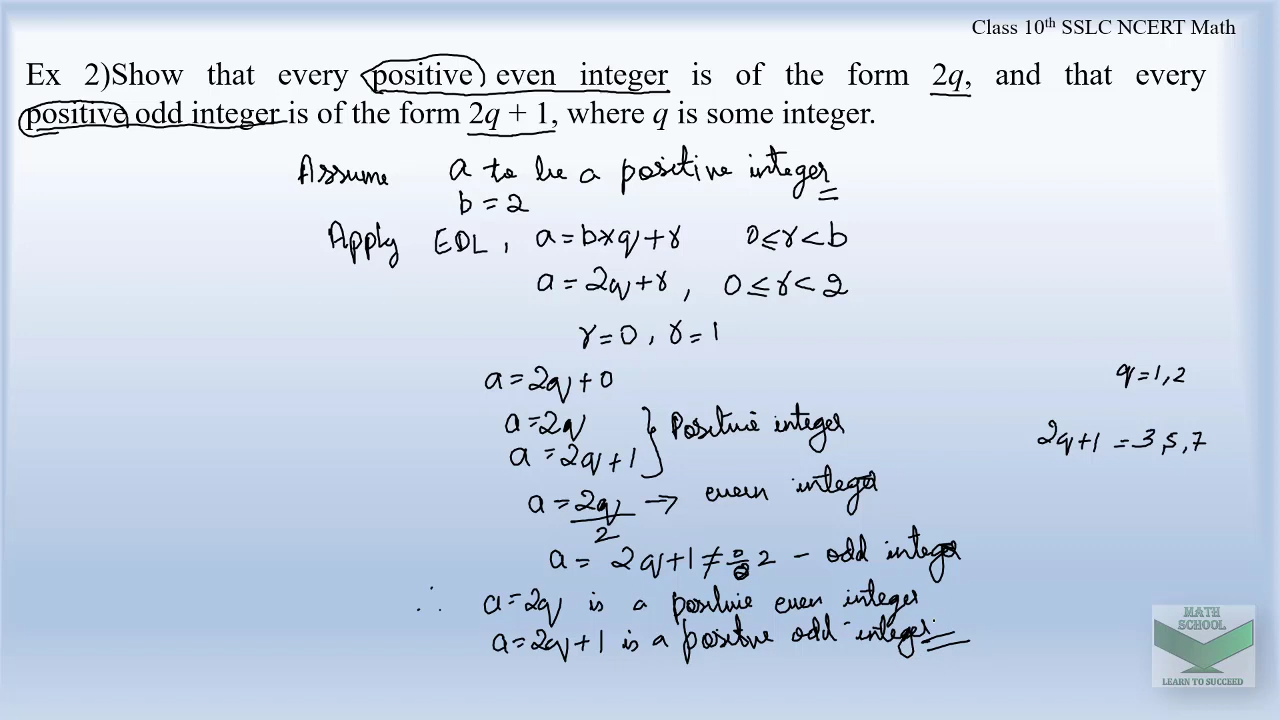 Class 10th SSLC NCERT Math
Ex 2)Show that every positive even integer is of the form 2q, and that every
positive odd integer is of the form 2q + 1, where q is some integer.
Assume a to be a positive integer
b = 2
Apply EDL, a = b×q+r 0≤r<b
a = 2q+r, 0≤r<2
r=0, r=1
a = 2q+0
a = 2q
a = 2q+1 } Positive integer
q=1,2
2q+1 = 3,5,7
a = 2q/2 → even integer
a = 2q+1 ≠ 2 – odd integer
∴ a=2q is a positive even integer
a=2q+1 is a positive odd integer
MATH
SCHOOL
LEARN TO SUCCEED